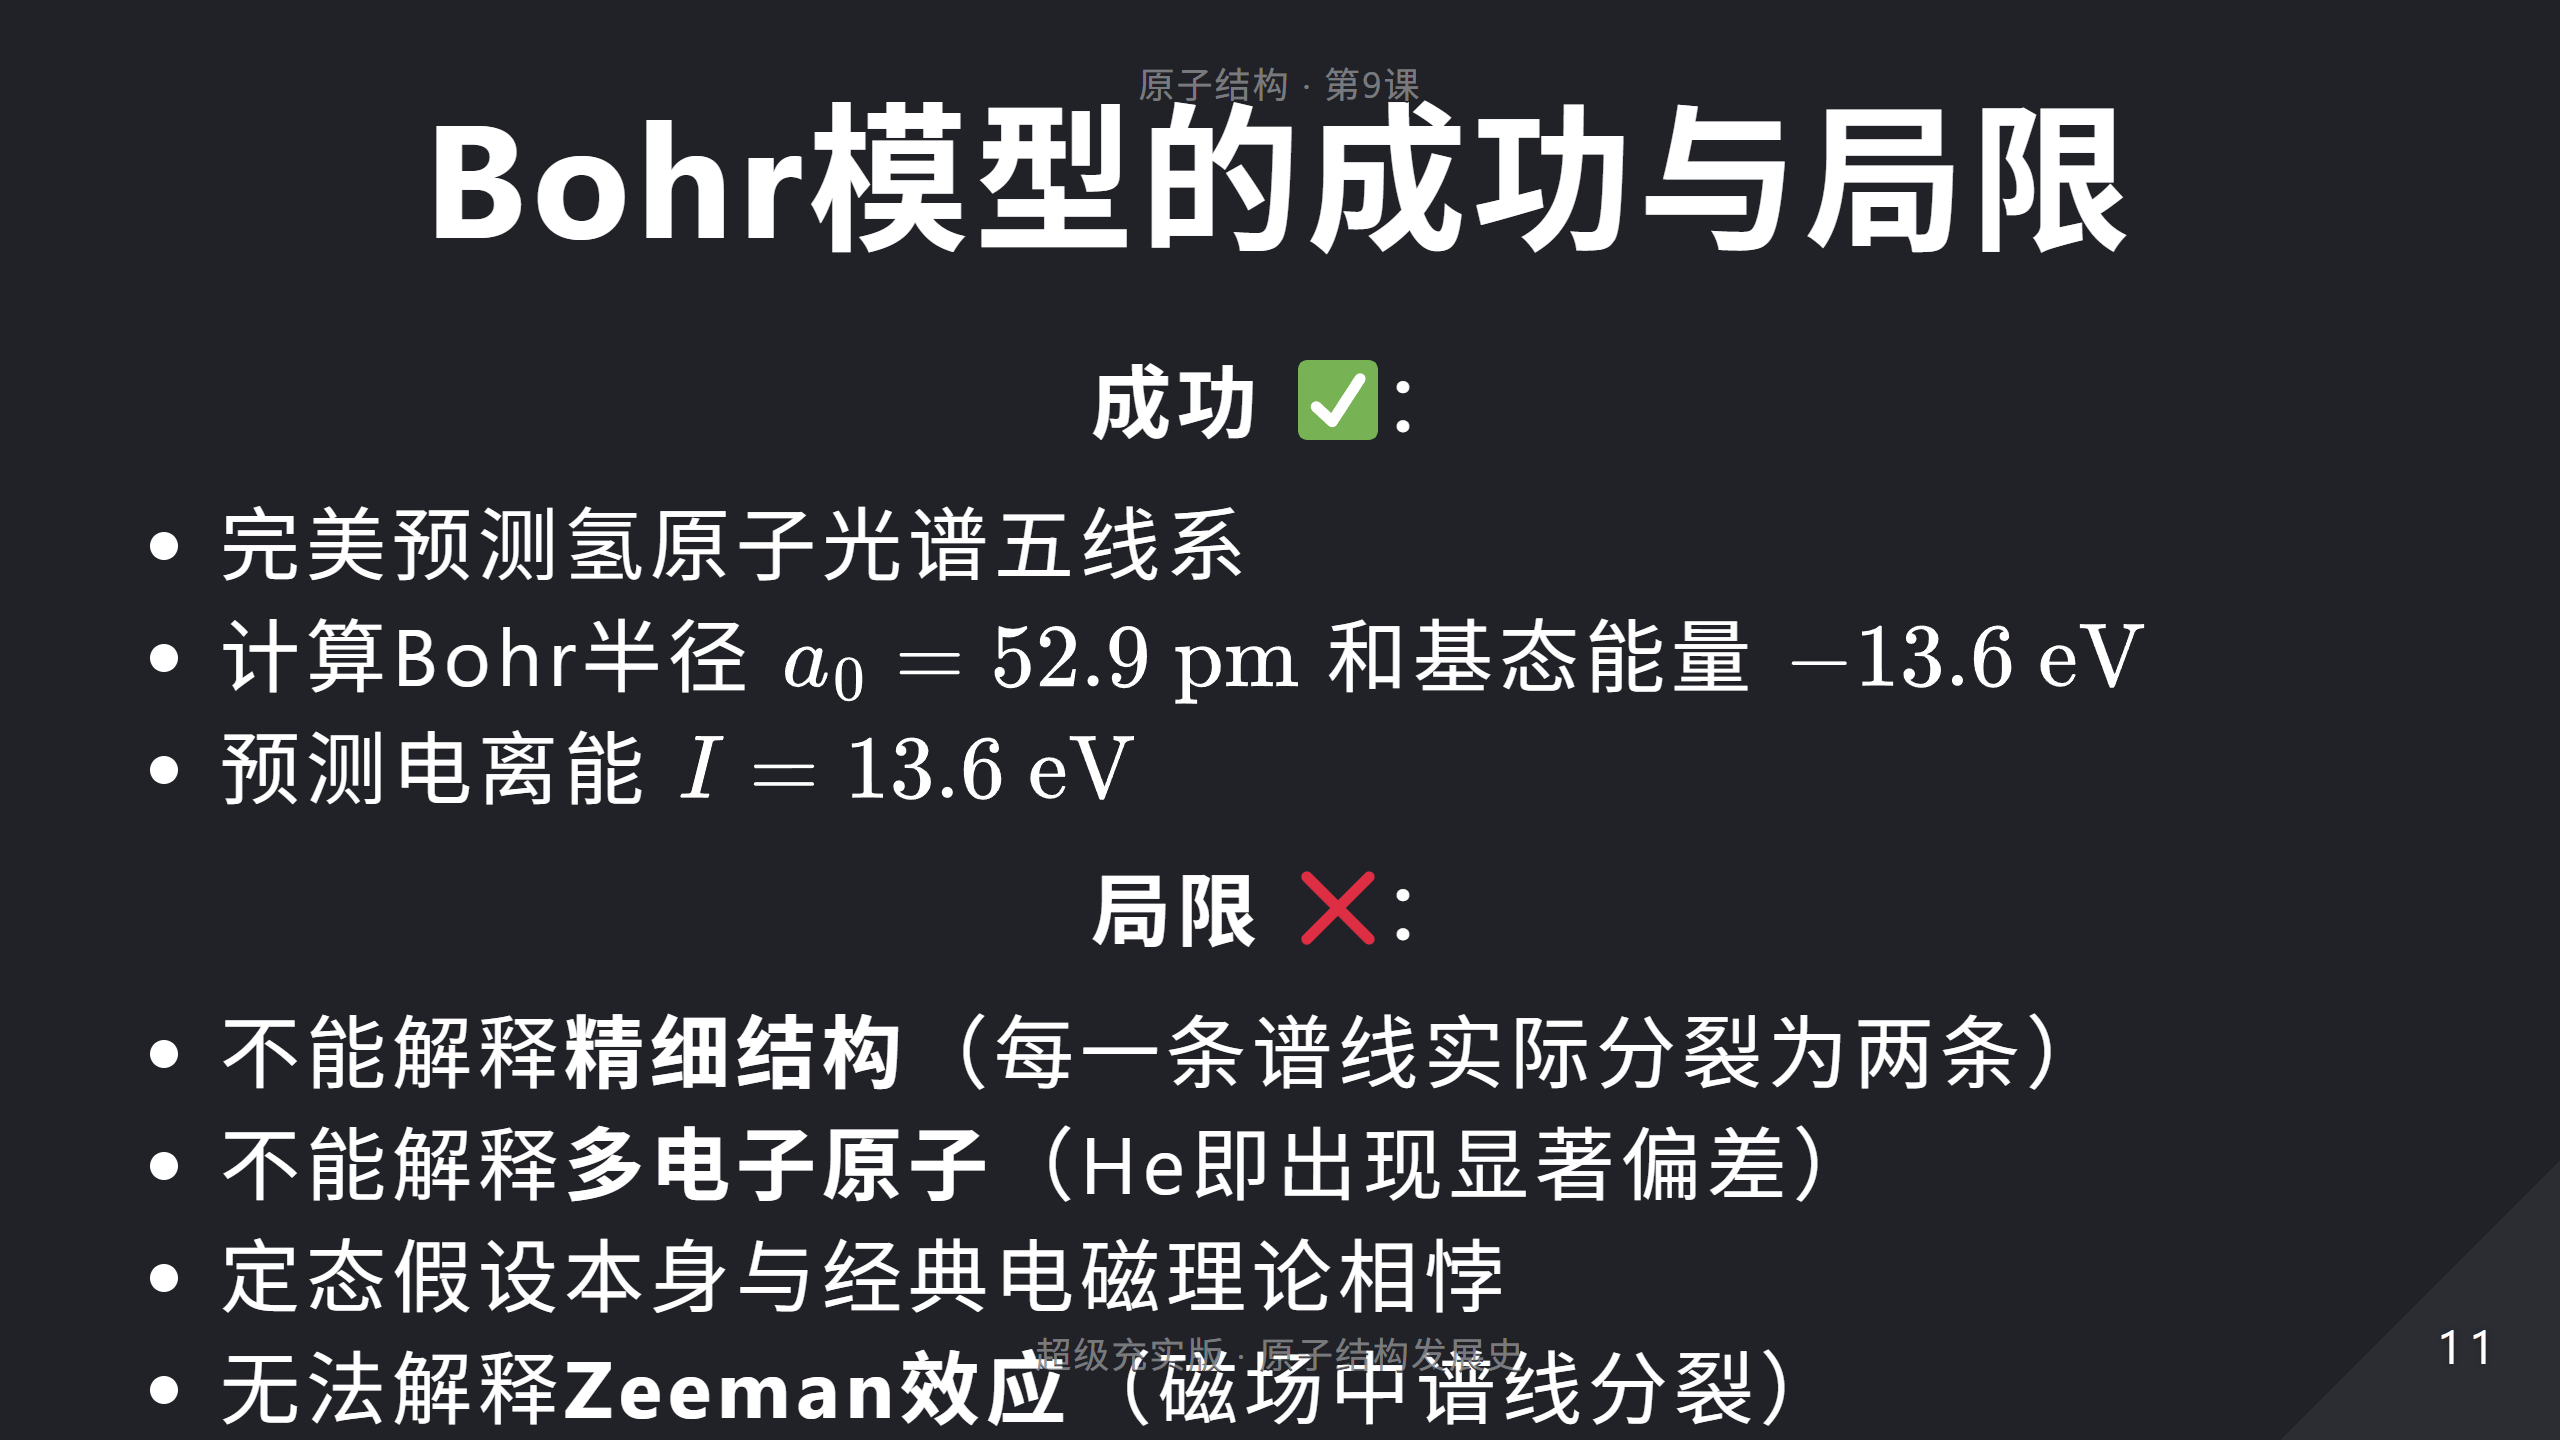 原子结构 · 第9课
Bohr模型的成功与局限
成功 ✅：
• 完美预测氢原子光谱五线系
• 计算Bohr半径 a₀ = 52.9 pm 和基态能量 −13.6 eV
• 预测电离能 I = 13.6 eV
局限 ❌：
• 不能解释精细结构（每一条谱线实际分裂为两条）
• 不能解释多电子原子（He即出现显著偏差）
• 定态假设本身与经典电磁理论相悖
超级充实版 · 原子结构发展史
11
• 无法解释Zeeman效应（磁场中谱线分裂）